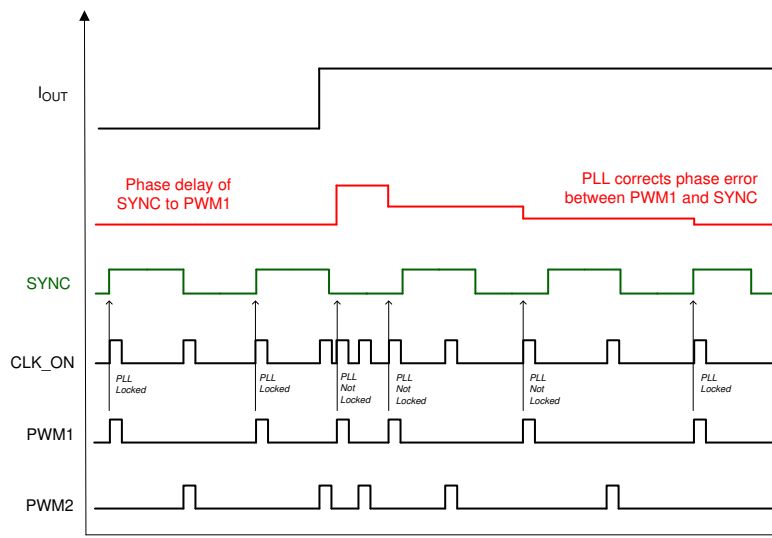 IOUT
Phase delay of
SYNC to PWM1
PLL corrects phase error
between PWM1 and SYNC
SYNC
CLK_ON
PLL
Locked
PLL
Locked
PLL
Not
Locked
PLL
Not
Locked
PLL
Not
Locked
PLL
Locked
PWM1
PWM2